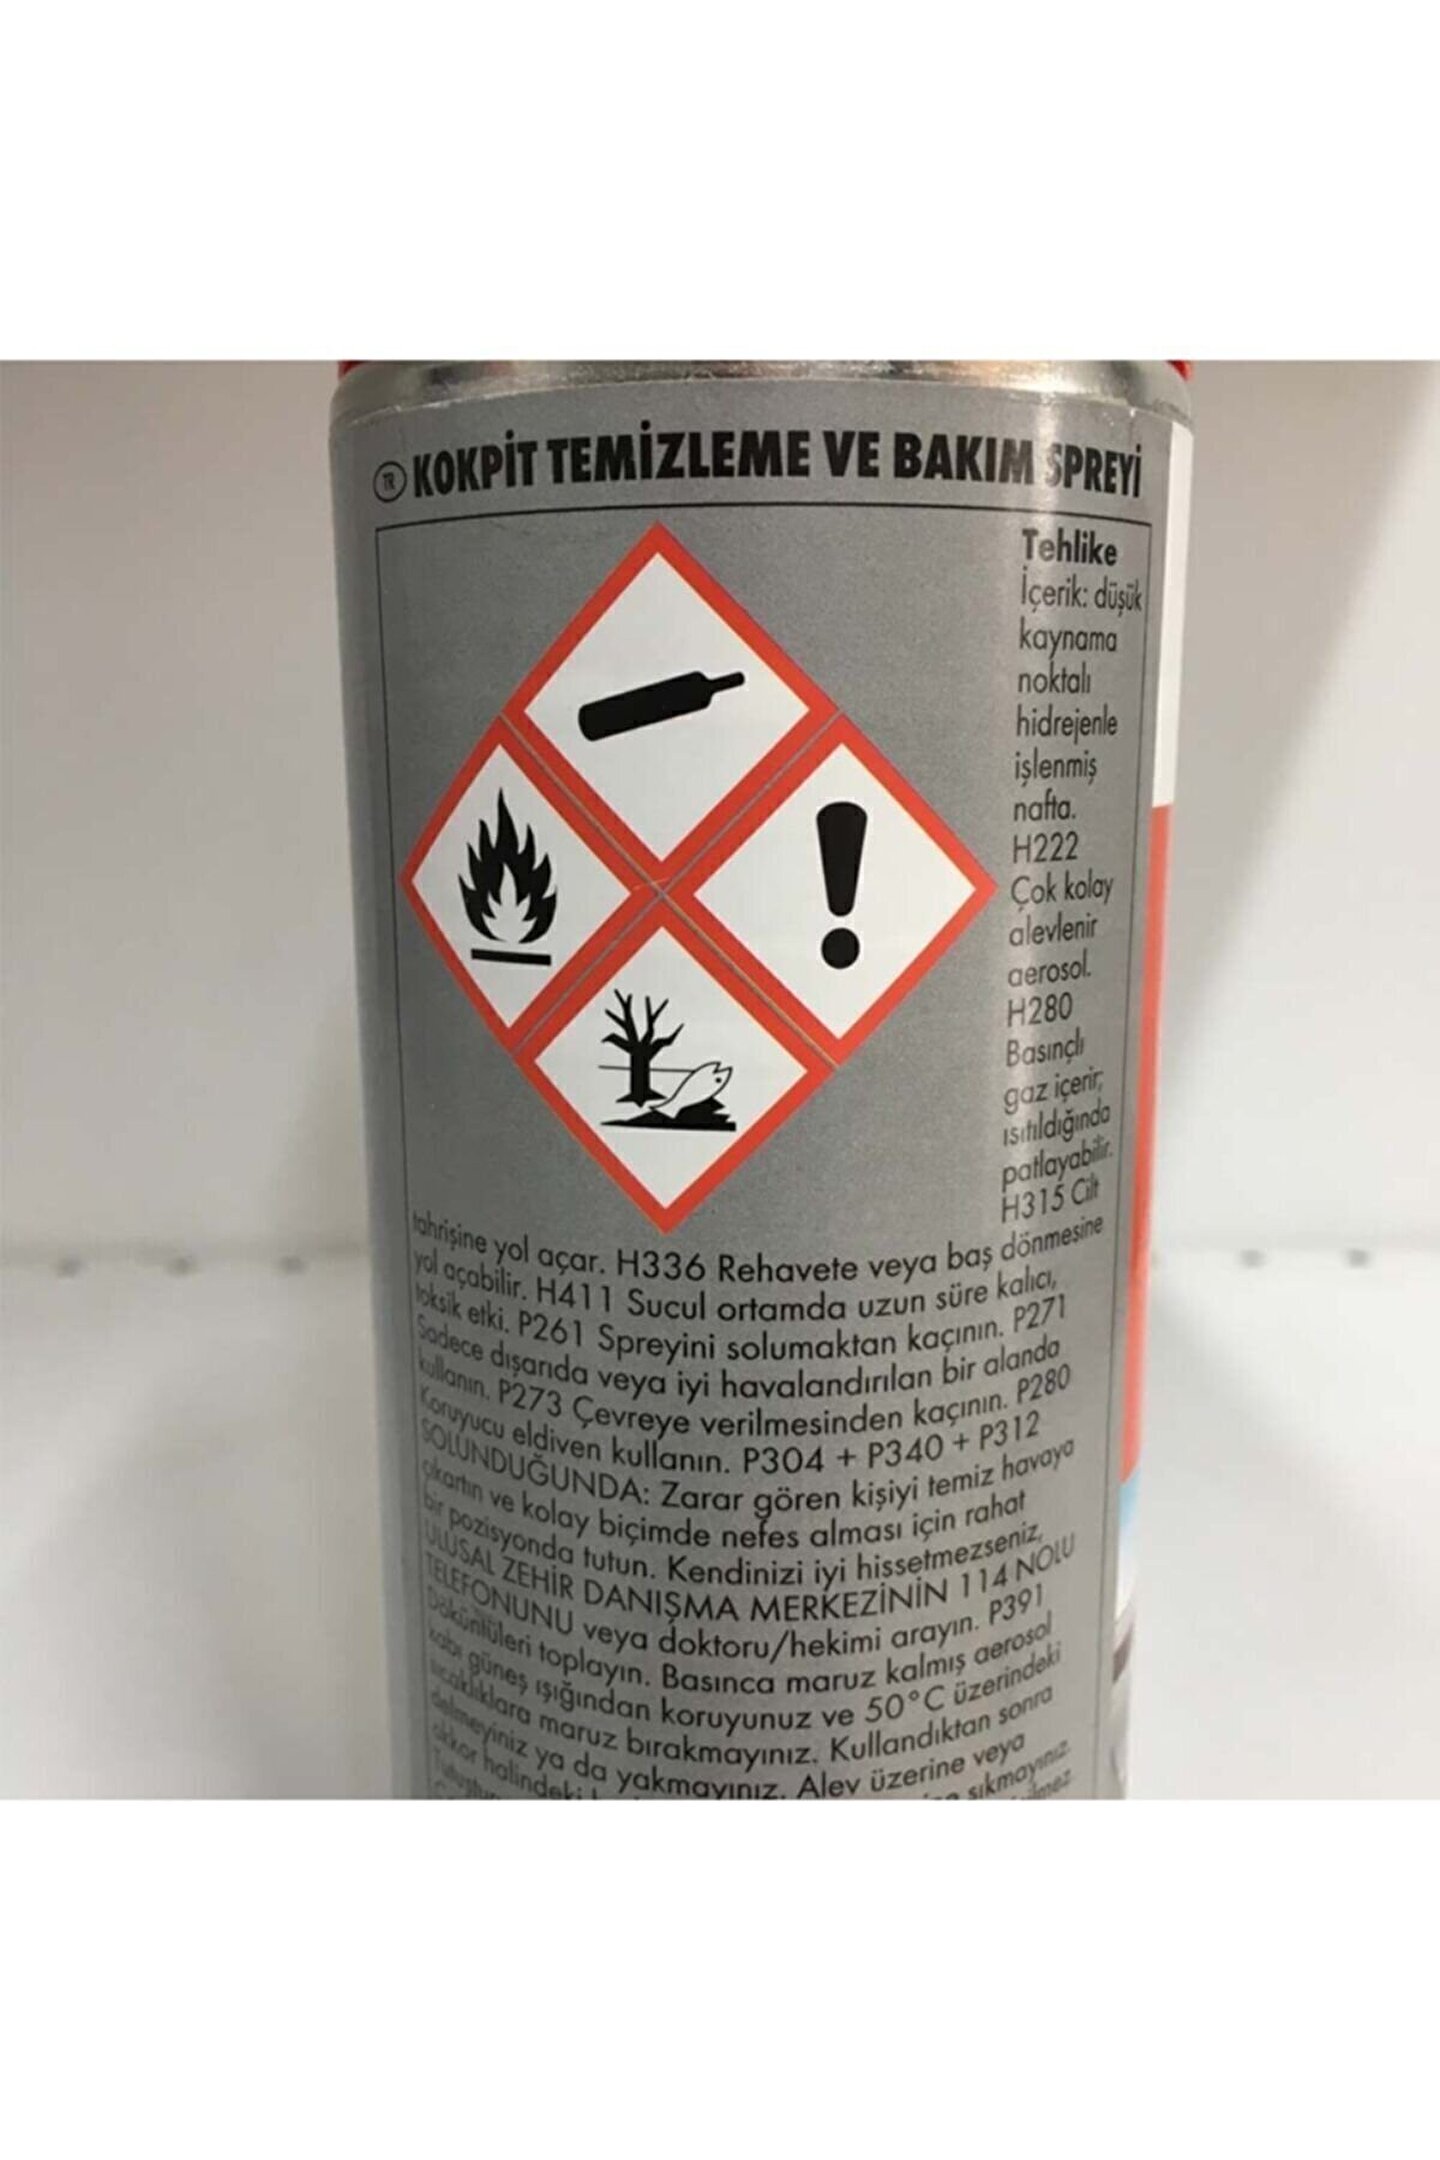 TR KOKPİT TEMİZLEME VE BAKIM SPREYİ
Tehlike
İçerik: düşük
kaynama
noktalı
hidrejenle
işlenmiş
nafta.
H222
Çok kolay
alevlenir
aerosol.
H280
Basınçlı
gaz içerir;
ısıtıldığında
patlayabilir.
H315 Cilt
tahrişine yol açar. H336 Rehavete veya baş dönmesine
yol açabilir. H411 Sucul ortamda uzun süre kalıcı,
toksik etki. P261 Spreyini solumaktan kaçının. P271
Sadece dışarıda veya iyi havalandırılan bir alanda
kullanın. P273 Çevreye verilmesinden kaçının. P280
Koruyucu eldiven kullanın. P304 + P340 + P312
SOLUNDUĞUNDA: Zarar gören kişiyi temiz havaya
çıkartın ve kolay biçimde nefes alması için rahat
bir pozisyonda tutun. Kendinizi iyi hissetmezseniz,
ULUSAL ZEHİR DANIŞMA MERKEZİNİN 114 NOLU
TELEFONUNU veya doktoru/hekimi arayın. P391
Döküntüleri toplayın. Basınca maruz kalmış aerosol
kabı güneş ışığından koruyunuz ve 50°C üzerindeki
sıcaklıklara maruz bırakmayınız. Kullandıktan sonra
delmeyiniz ya da yakmayınız. Alev üzerine veya
akkor halindeki sıkmayınız.